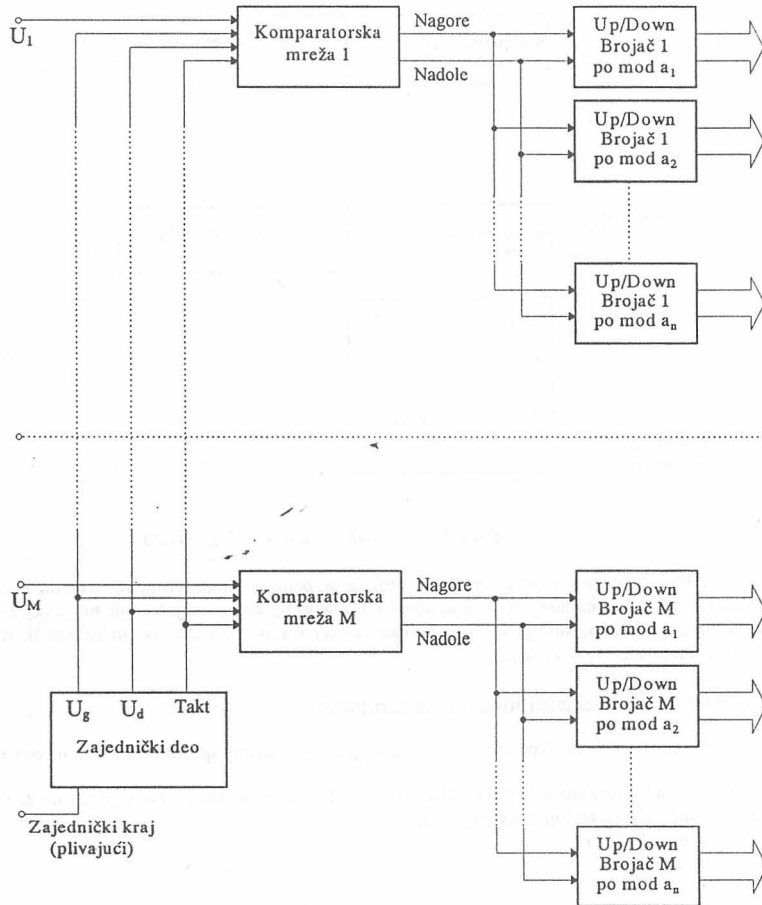 U₁
Komparatorska
mreža 1
Nagore
Nadole
Up/Down
Brojač 1
po mod a₁
Up/Down
Brojač 1
po mod a₂
Up/Down
Brojač 1
po mod aₙ
U_M
Komparatorska
mreža M
Nagore
Nadole
Up/Down
Brojač M
po mod a₁
Up/Down
Brojač M
po mod a₂
Up/Down
Brojač M
po mod aₙ
U_g U_d Takt
Zajednički deo
Zajednički kraj
(plivajući)